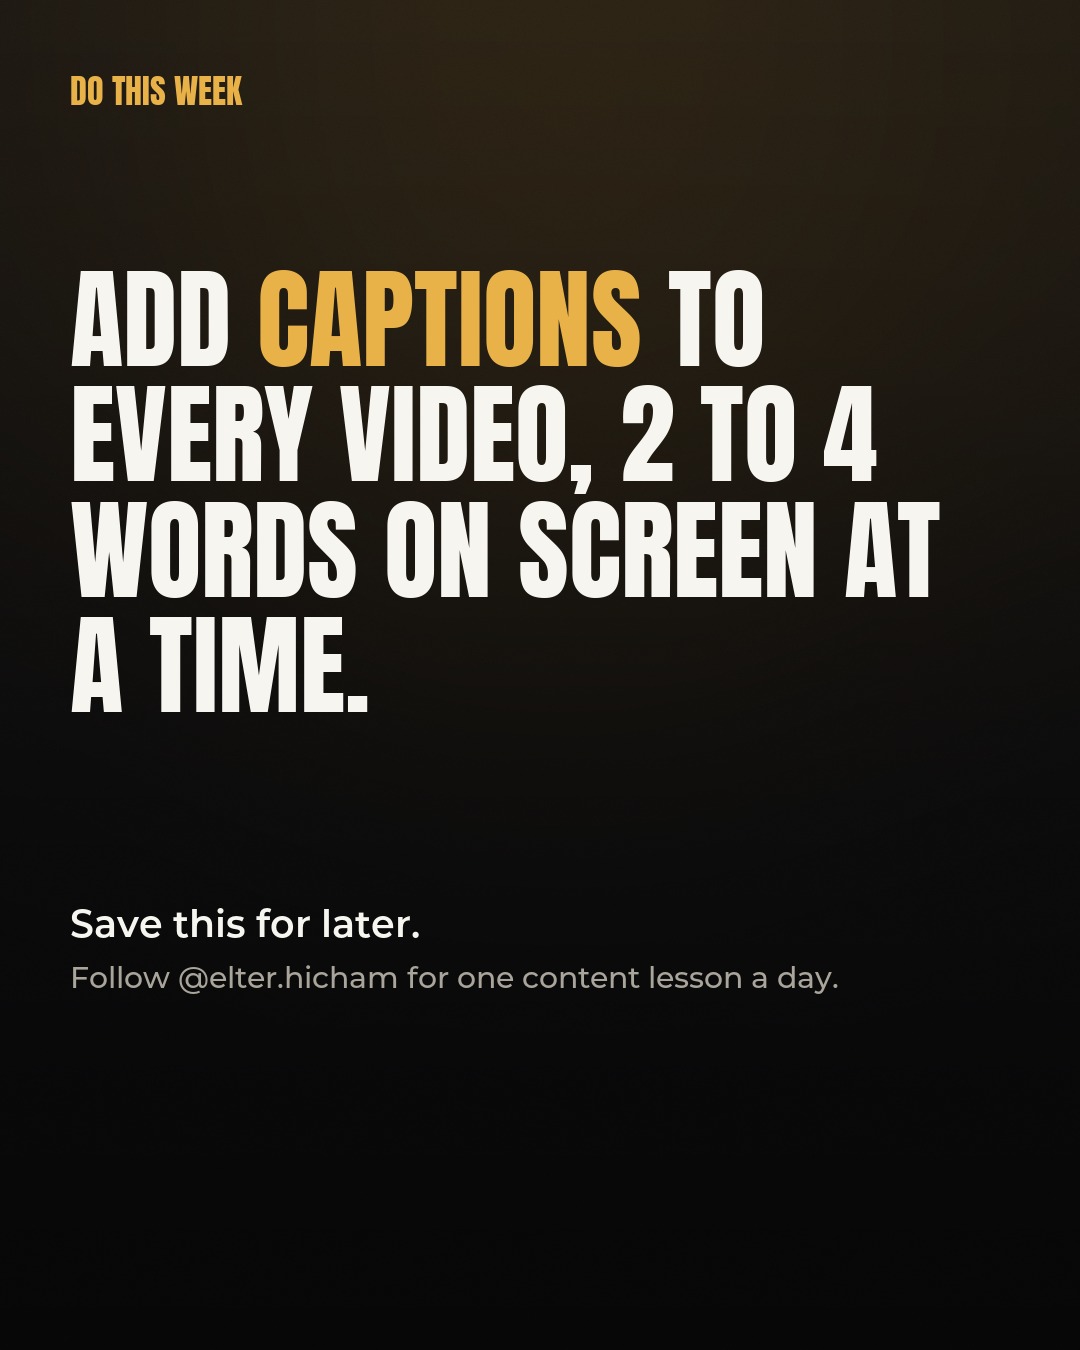 DO THIS WEEK
ADD CAPTIONS TO
EVERY VIDEO, 2 TO 4
WORDS ON SCREEN AT
A TIME.
Save this for later.
Follow @elter.hicham for one content lesson a day.